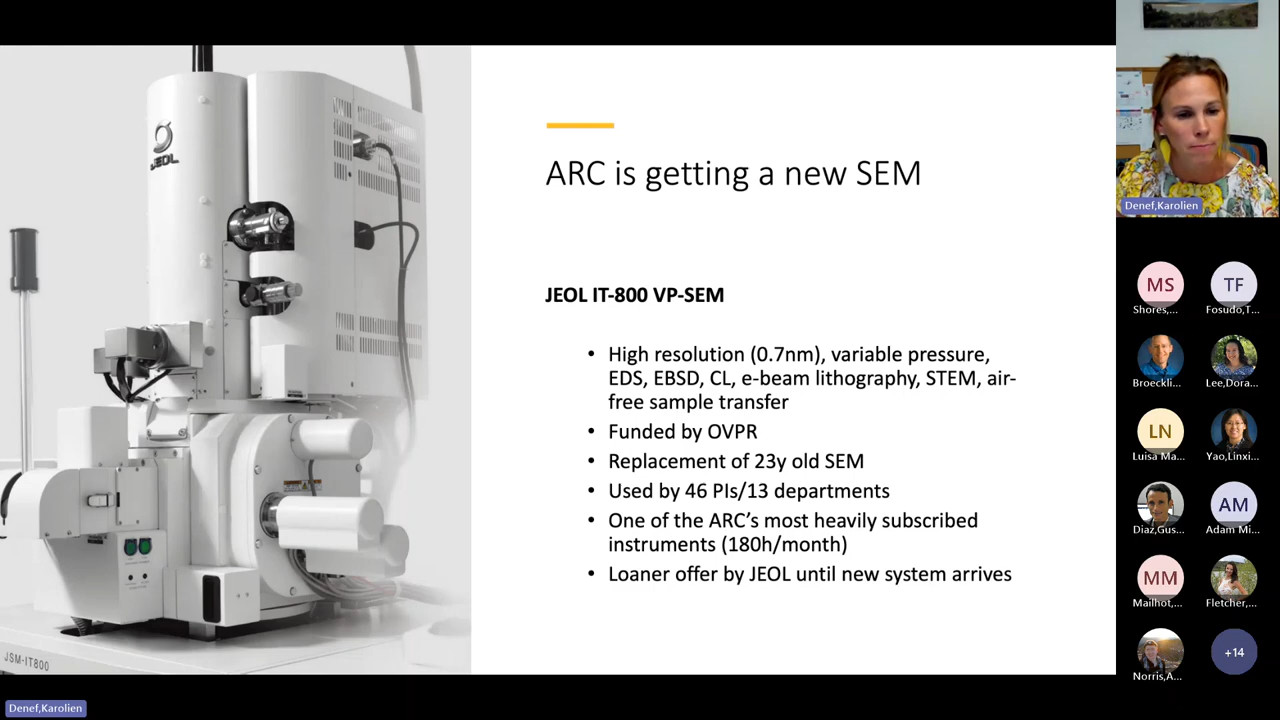 JEOL
JSM-IT800
ARC is getting a new SEM
JEOL IT-800 VP-SEM
• High resolution (0.7nm), variable pressure,
EDS, EBSD, CL, e-beam lithography, STEM, air-
free sample transfer
• Funded by OVPR
• Replacement of 23y old SEM
• Used by 46 PIs/13 departments
• One of the ARC's most heavily subscribed
instruments (180h/month)
• Loaner offer by JEOL until new system arrives
Denef,Karolien
MS
Shores,...
TF
Fosudo,T...
Broeckli...
Lee,Dora...
LN
Luisa Ma...
Yao,Linxi...
Diaz,Gus...
AM
Adam Mi...
MM
Mailhot,...
Fletcher,...
Norris,A...
+14
Denef,Karolien